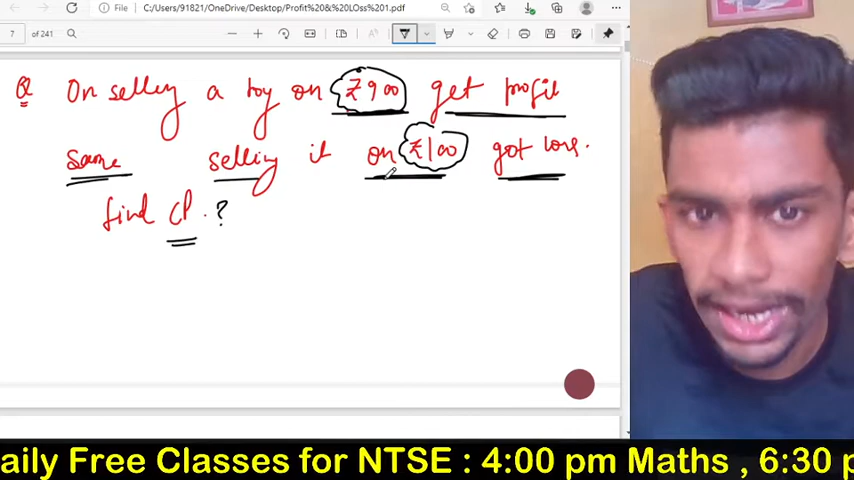 File | C:/Users/91821/OneDrive/Desktop/Profit%20&%20LOss%201.pdf
7 of 241
Q On selling a toy on ₹900 get profit
same selling it on ₹100 got loss.
find CP. ?
aily Free Classes for NTSE : 4:00 pm Maths , 6:30 p